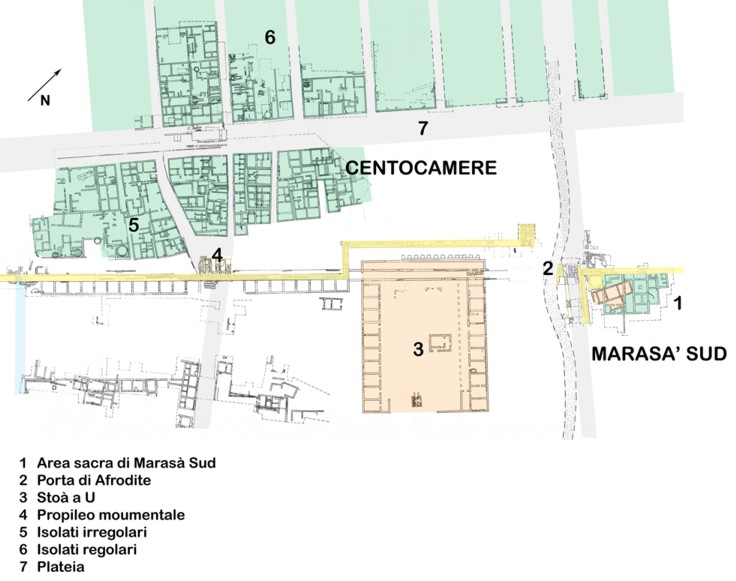 6
N
7
CENTOCAMERE
5
4
2
1
3
MARASA' SUD
1 Area sacra di Marasà Sud
2 Porta di Afrodite
3 Stoà a U
4 Propileo moumentale
5 Isolati irregolari
6 Isolati regolari
7 Plateia